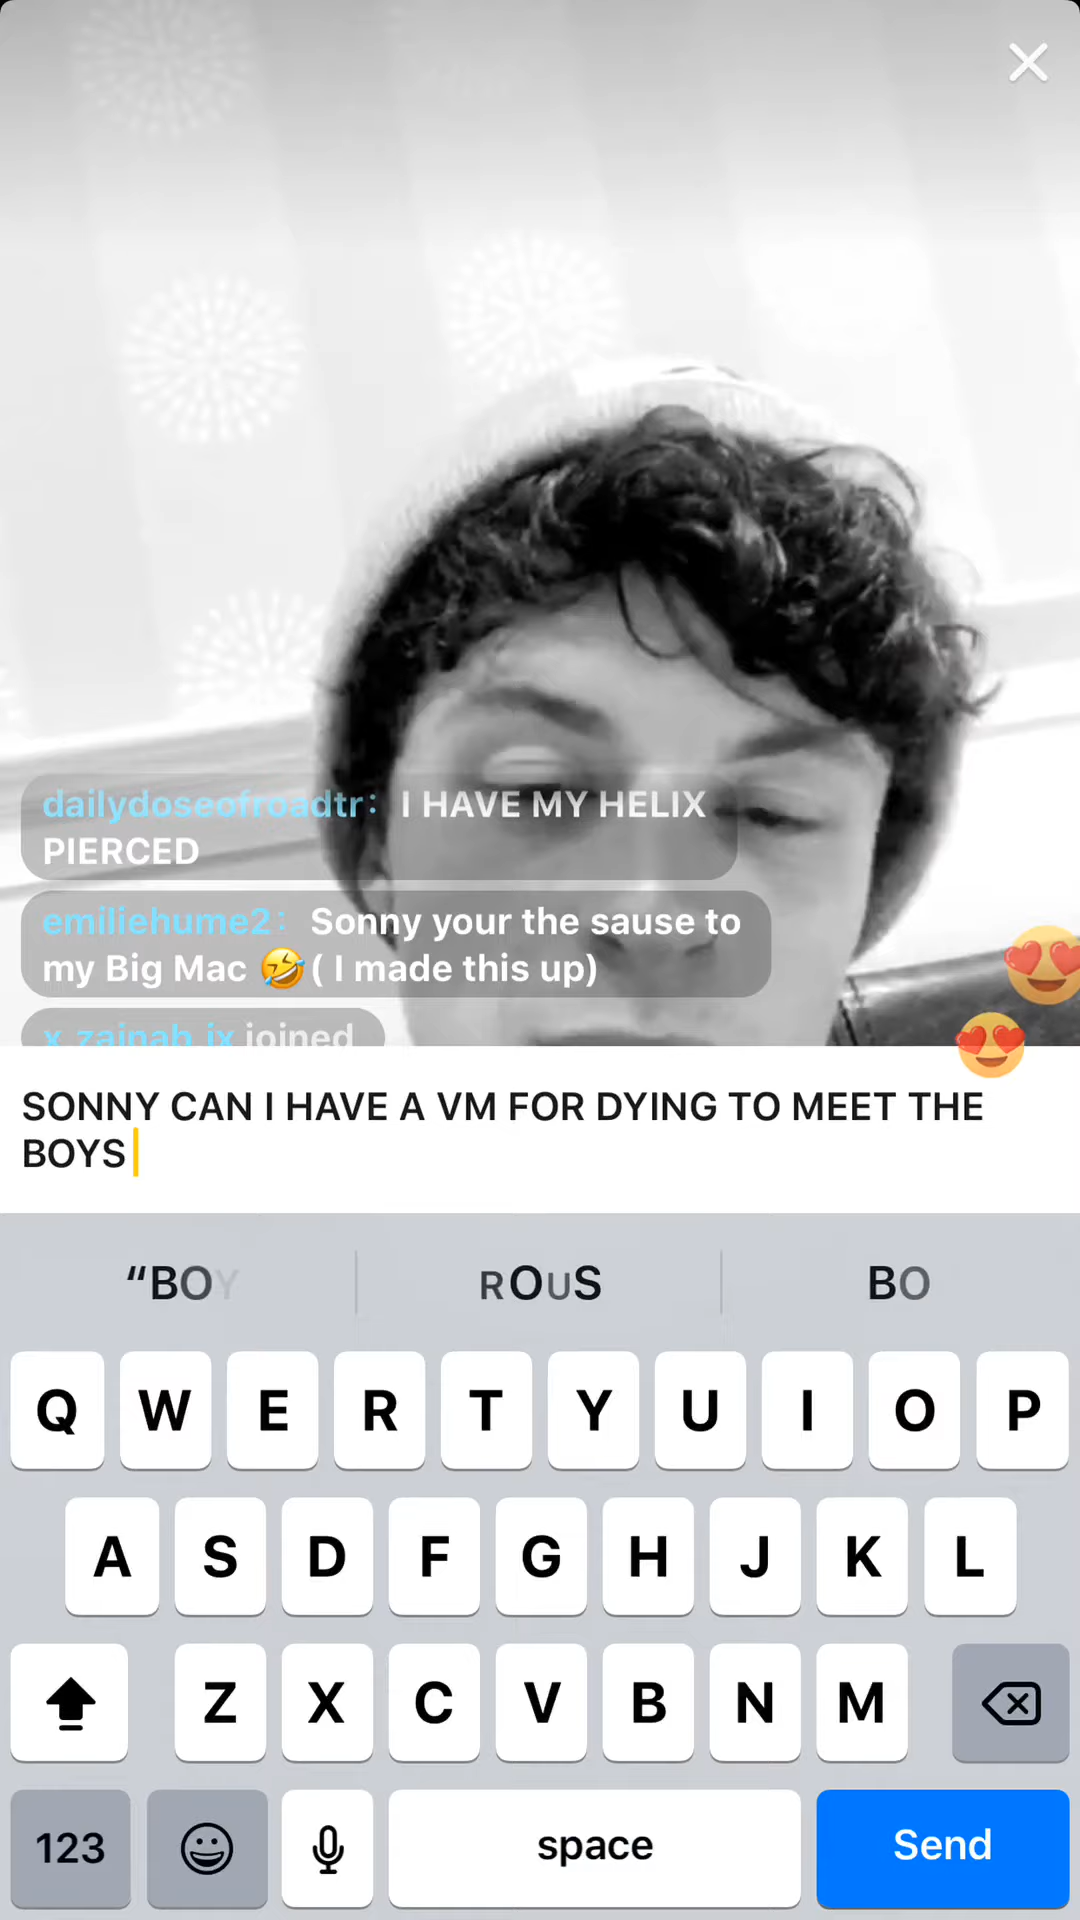 dailydoseofroadtr: I HAVE MY HELIX
PIERCED
emiliehume2: Sonny your the sause to
my Big Mac 🤣 ( I made this up)
x_zainab_ix joined
SONNY CAN I HAVE A VM FOR DYING TO MEET THE
BOYS
“BOY ROUS BO
Q W E R T Y U I O P
A S D F G H J K L
Z X C V B N M
123 space Send